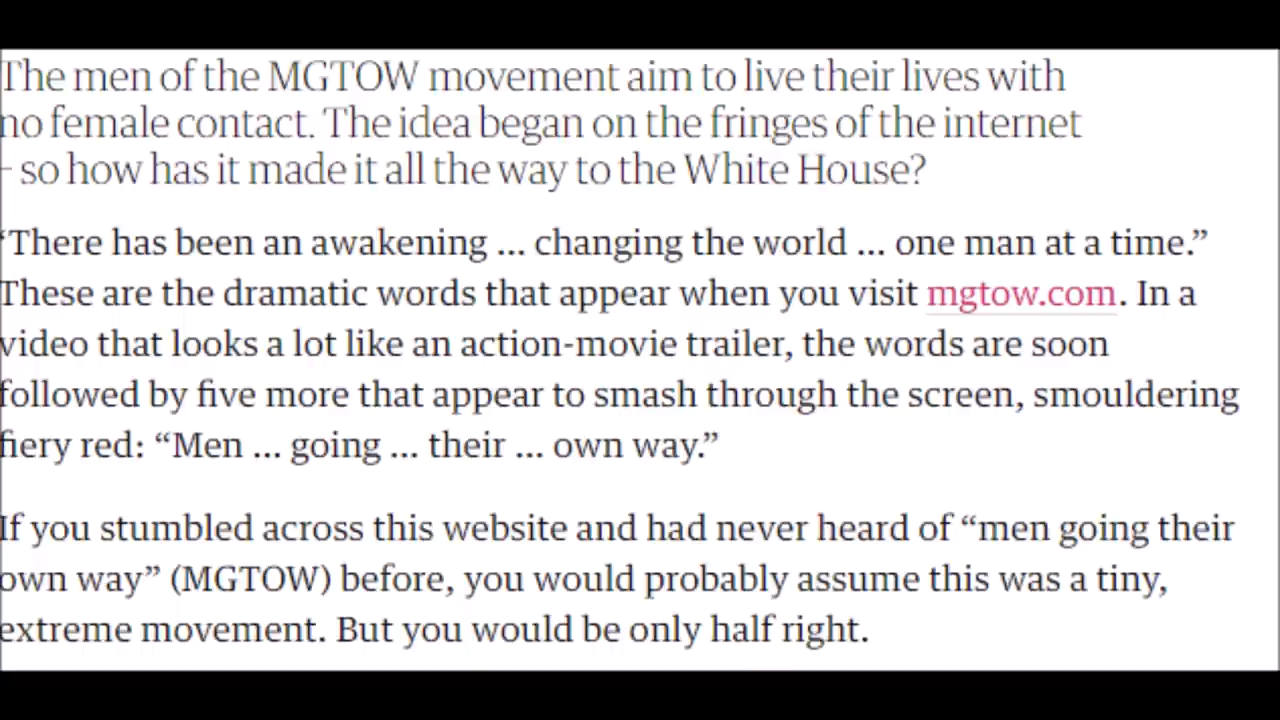 The men of the MGTOW movement aim to live their lives with
no female contact. The idea began on the fringes of the internet
– so how has it made it all the way to the White House?
“There has been an awakening ... changing the world ... one man at a time.”
These are the dramatic words that appear when you visit mgtow.com. In a
video that looks a lot like an action-movie trailer, the words are soon
followed by five more that appear to smash through the screen, smouldering
fiery red: “Men ... going ... their ... own way.”
If you stumbled across this website and had never heard of “men going their
own way” (MGTOW) before, you would probably assume this was a tiny,
extreme movement. But you would be only half right.